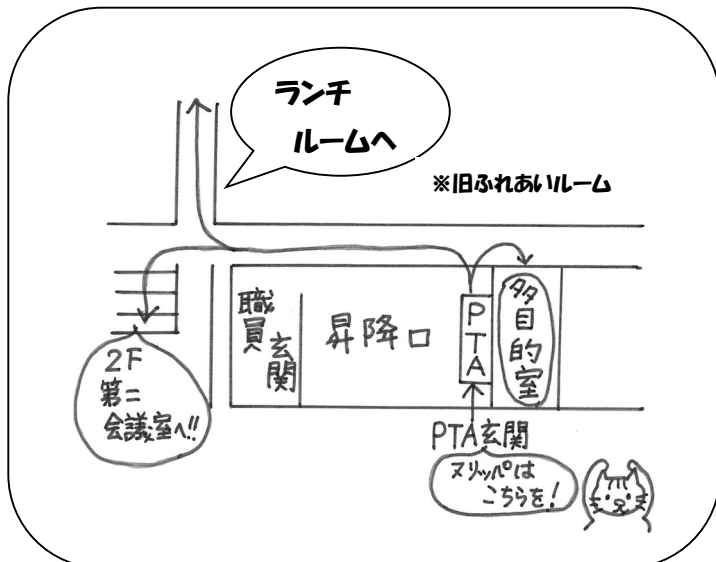 ランチ
ルームへ
※旧ふれあいルーム
職員
玄関
昇降口
PTA
多目的室
2F
第二
会議室へ!!
PTA玄関
スリッパは
こちらを!